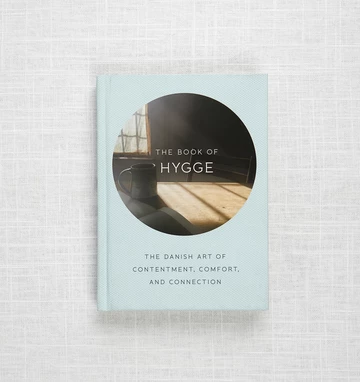 THE BOOK OF
HYGGE
THE DANISH ART OF
CONTENTMENT, COMFORT,
AND CONNECTION